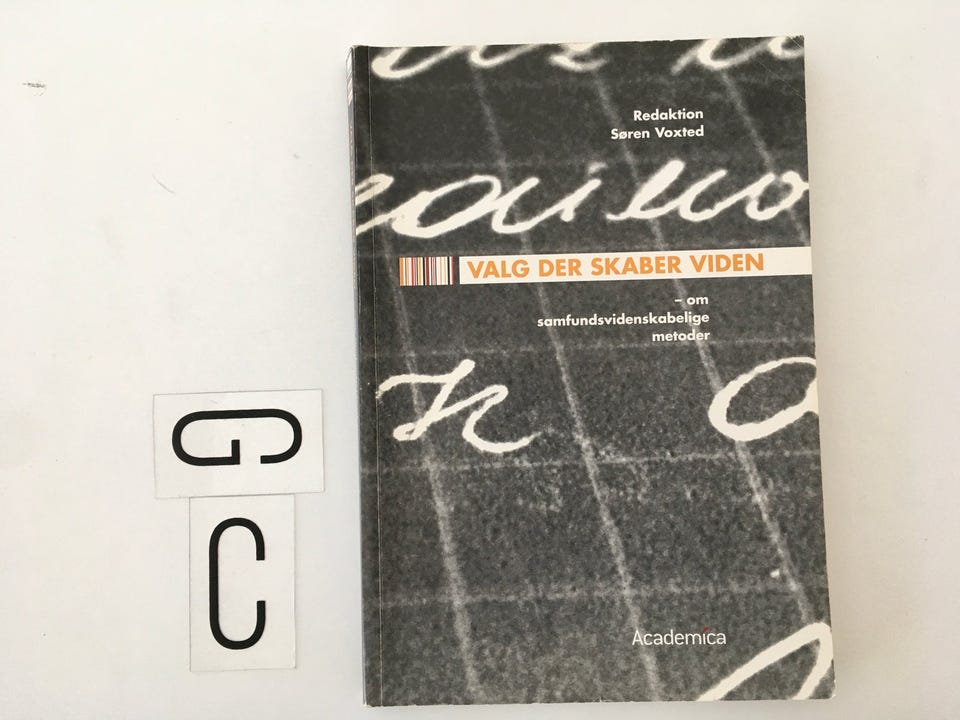 Redaktion
Søren Voxted
VALG DER SKABER VIDEN
– om
samfundsvidenskabelige
metoder
Academica
G
C